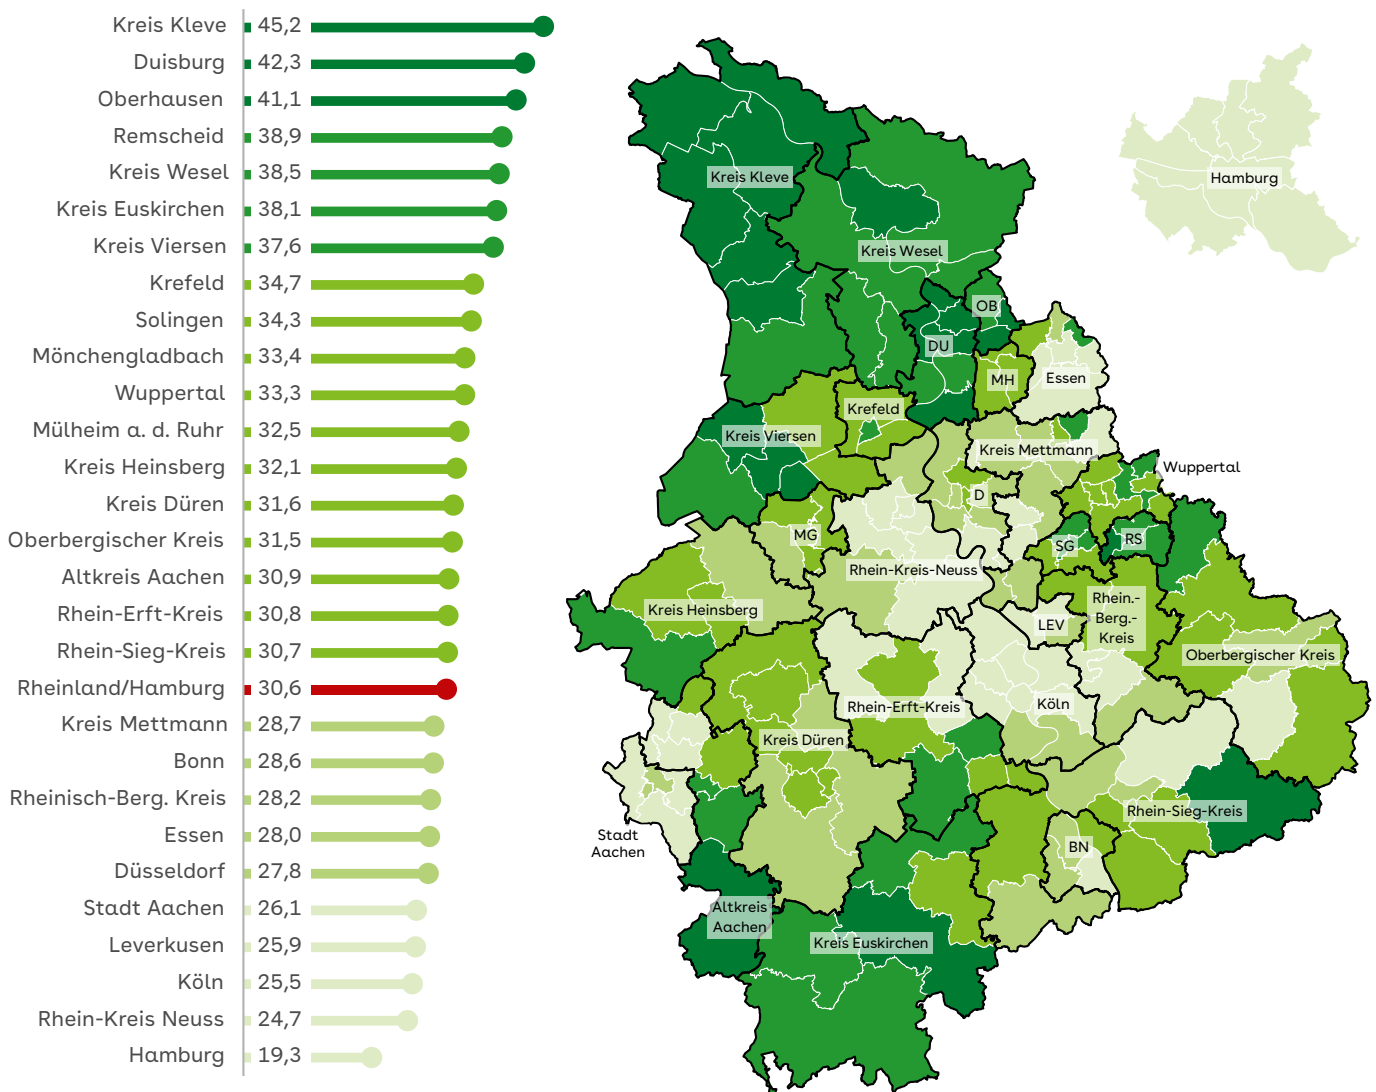 Kreis Kleve 45,2
Duisburg 42,3
Oberhausen 41,1
Remscheid 38,9
Kreis Wesel 38,5
Kreis Euskirchen 38,1
Kreis Viersen 37,6
Krefeld 34,7
Solingen 34,3
Mönchengladbach 33,4
Wuppertal 33,3
Mülheim a. d. Ruhr 32,5
Kreis Heinsberg 32,1
Kreis Düren 31,6
Oberbergischer Kreis 31,5
Altkreis Aachen 30,9
Rhein-Erft-Kreis 30,8
Rhein-Sieg-Kreis 30,7
Rheinland/Hamburg 30,6
Kreis Mettmann 28,7
Bonn 28,6
Rheinisch-Berg. Kreis 28,2
Essen 28,0
Düsseldorf 27,8
Stadt Aachen 26,1
Leverkusen 25,9
Köln 25,5
Rhein-Kreis Neuss 24,7
Hamburg 19,3
Kreis Kleve
Hamburg
Kreis Wesel
OB
DU
MH
Essen
Krefeld
Kreis Viersen
Kreis Mettmann
Wuppertal
D
MG
SG
RS
Rhein-Kreis-Neuss
Kreis Heinsberg
LEV
Rhein.-
Berg.-
Kreis
Oberbergischer Kreis
Rhein-Erft-Kreis
Köln
Kreis Düren
Rhein-Sieg-Kreis
Stadt
Aachen
BN
Altkreis
Aachen
Kreis Euskirchen